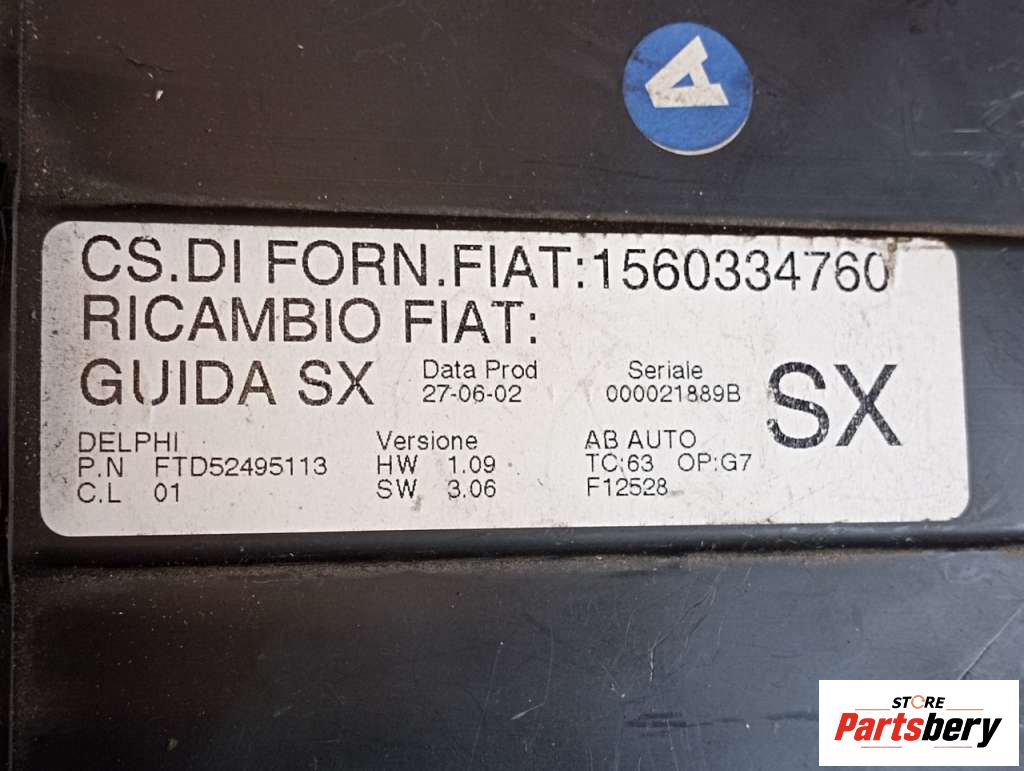 A
CS.DI FORN.FIAT:1560334760
RICAMBIO FIAT:
GUIDA SX Data Prod 27-06-02 Seriale 000021889B SX
DELPHI Versione AB AUTO
P.N FTD52495113 HW 1.09 TC:63 OP:G7
C.L 01 SW 3.06 F12528
STORE
Partsbery